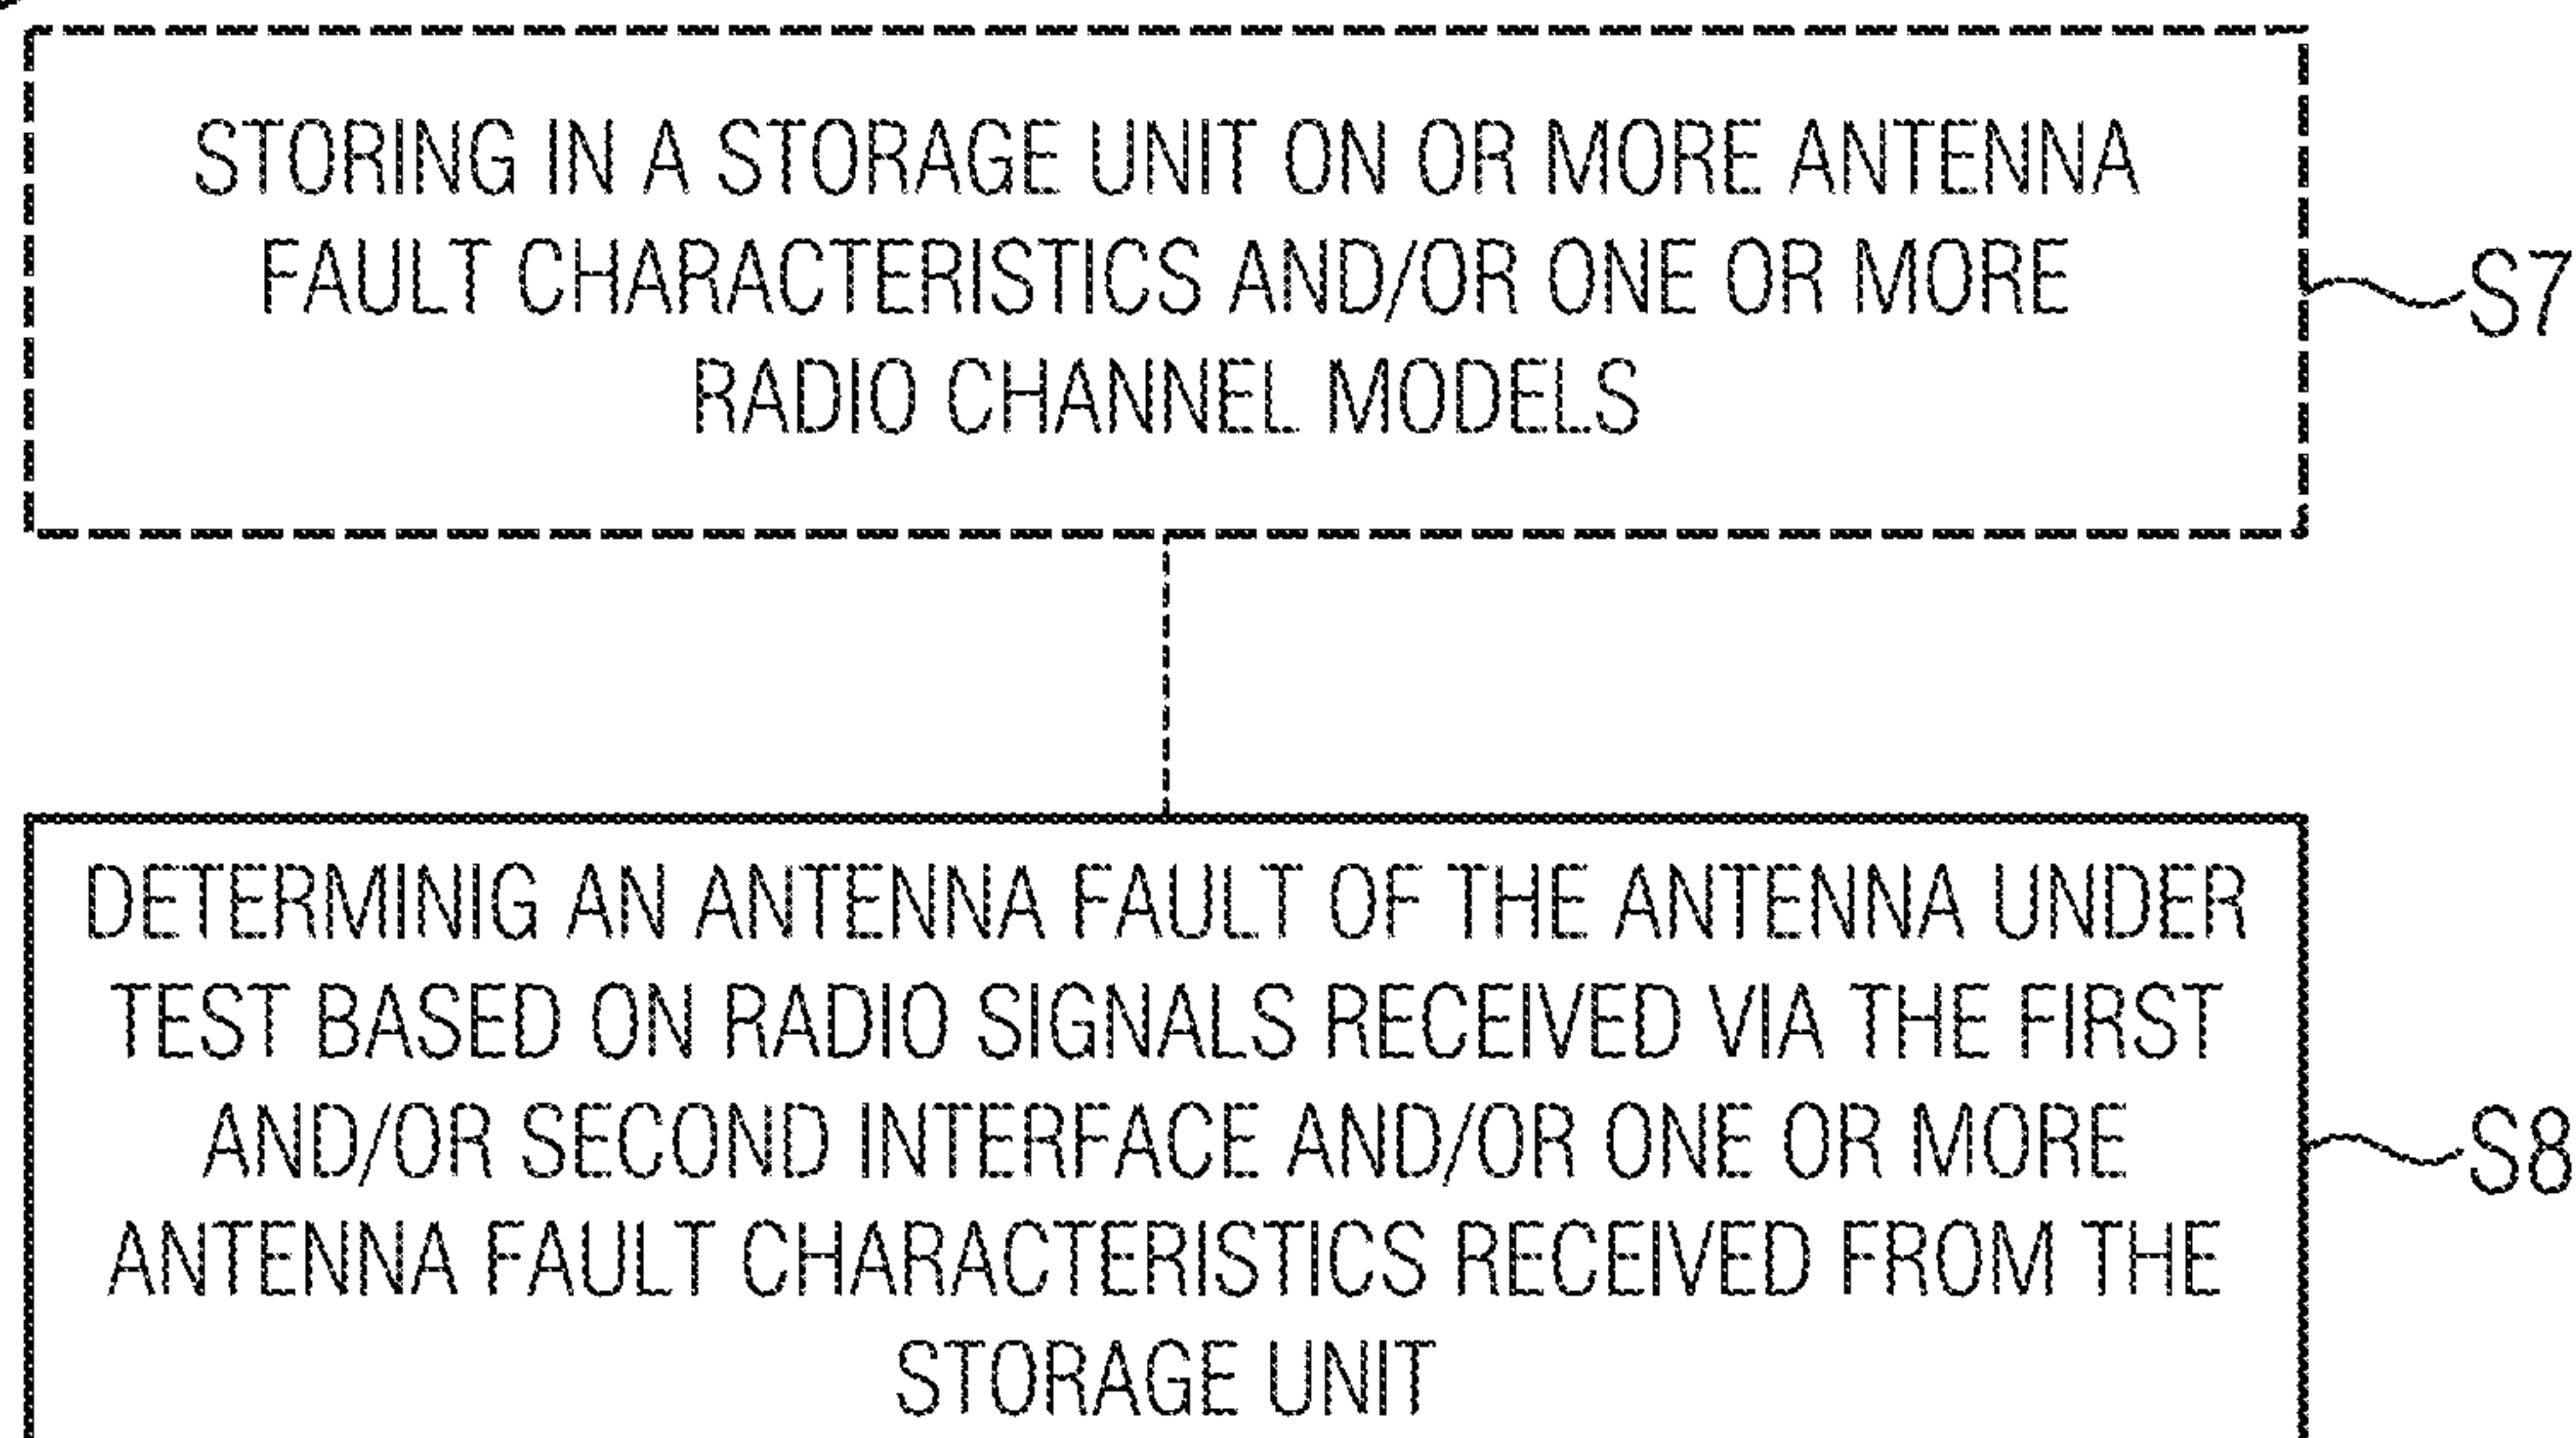 STORING IN A STORAGE UNIT ON OR MORE ANTENNA
FAULT CHARACTERISTICS AND/OR ONE OR MORE
RADIO CHANNEL MODELS
S7
DETERMINIG AN ANTENNA FAULT OF THE ANTENNA UNDER
TEST BASED ON RADIO SIGNALS RECEIVED VIA THE FIRST
AND/OR SECOND INTERFACE AND/OR ONE OR MORE
ANTENNA FAULT CHARACTERISTICS RECEIVED FROM THE
STORAGE UNIT
S8